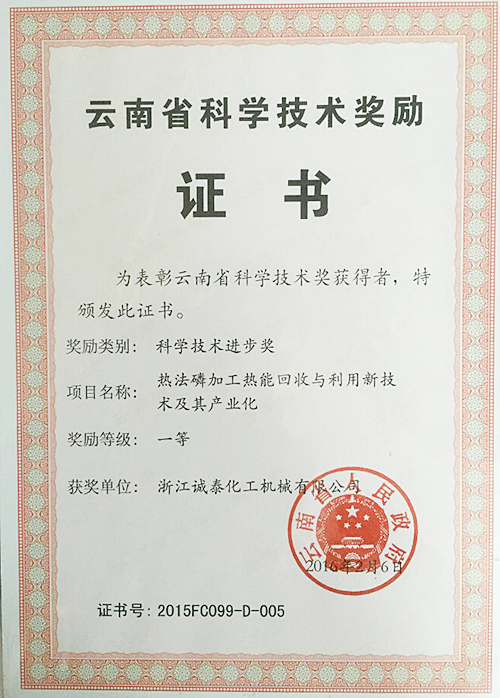 云南省科学技术奖励
证书
为表彰云南省科学技术奖获得者，特
颁发此证书。
奖励类别： 科学技术进步奖
项目名称： 热法磷加工热能回收与利用新技
术及其产业化
奖励等级： 一等
获奖单位： 浙江诚泰化工机械有限公司
云南省人民政府
2016年2月6日
证书号: 2015FC099-D-005